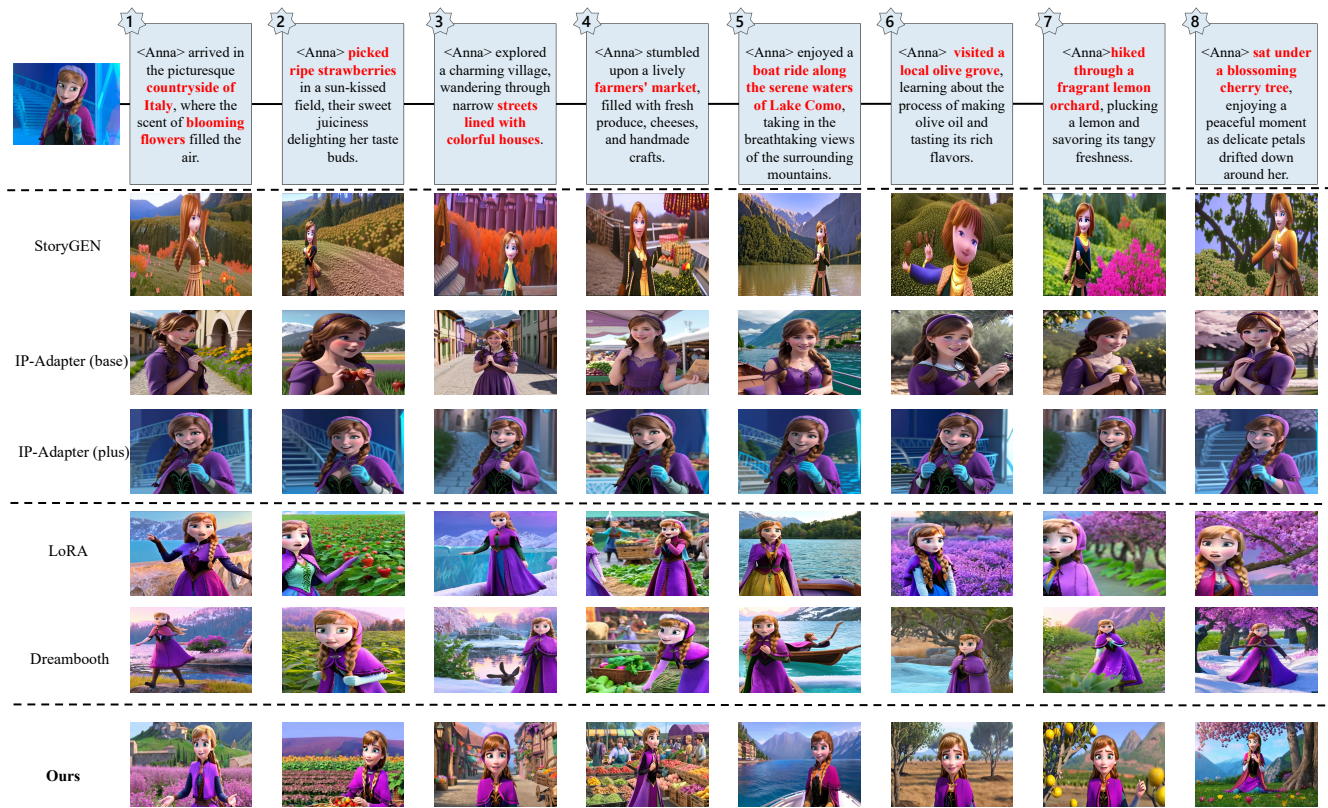 1
<Anna> arrived in
the picturesque
countryside of
Italy, where the
scent of blooming
flowers filled the
air.
2
<Anna> picked
ripe strawberries
in a sun-kissed
field, their sweet
juiciness
delighting her taste
buds.
3
<Anna> explored
a charming village,
wandering through
narrow streets
lined with
colorful houses.
4
<Anna> stumbled
upon a lively
farmers' market,
filled with fresh
produce, cheeses,
and handmade
crafts.
5
<Anna> enjoyed a
boat ride along
the serene waters
of Lake Como,
taking in the
breathtaking views
of the surrounding
mountains.
6
<Anna> visited a
local olive grove,
learning about the
process of making
olive oil and
tasting its rich
flavors.
7
<Anna>hiked
through a
fragrant lemon
orchard, plucking
a lemon and
savoring its tangy
freshness.
8
<Anna> sat under
a blossoming
cherry tree,
enjoying a
peaceful moment
as delicate petals
drifted down
around her.
StoryGEN
IP-Adapter (base)
IP-Adapter (plus)
LoRA
Dreambooth
Ours